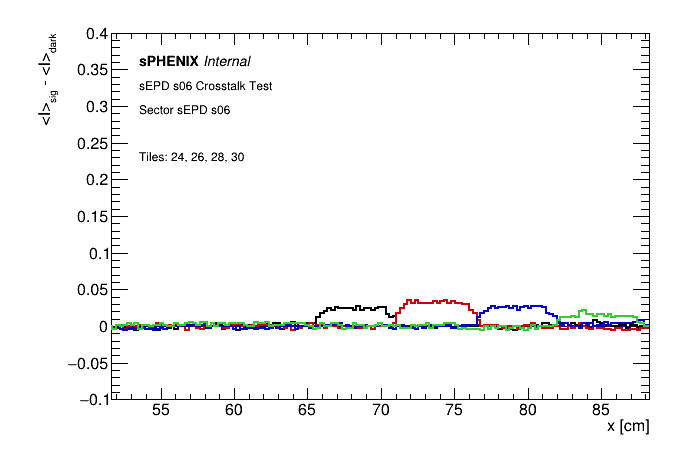 <I>sig - <I>dark
0.4
0.35
0.3
0.25
0.2
0.15
0.1
0.05
0
−0.05
−0.1
sPHENIX Internal
sEPD s06 Crosstalk Test
Sector sEPD s06
Tiles: 24, 26, 28, 30
55 60 65 70 75 80 85
x [cm]